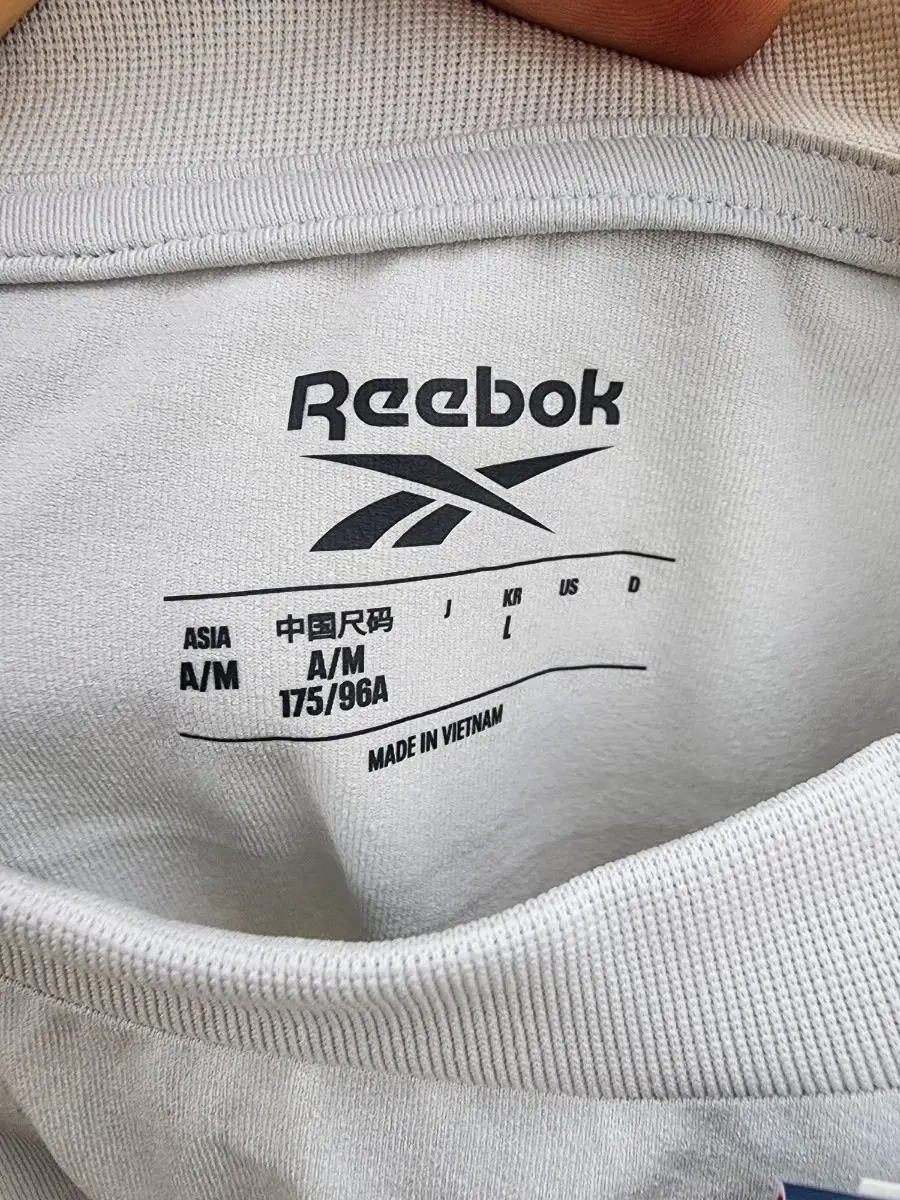 Reebok
ASIA 中国尺码 J KR US D
A/M A/M L
175/96A
MADE IN VIETNAM